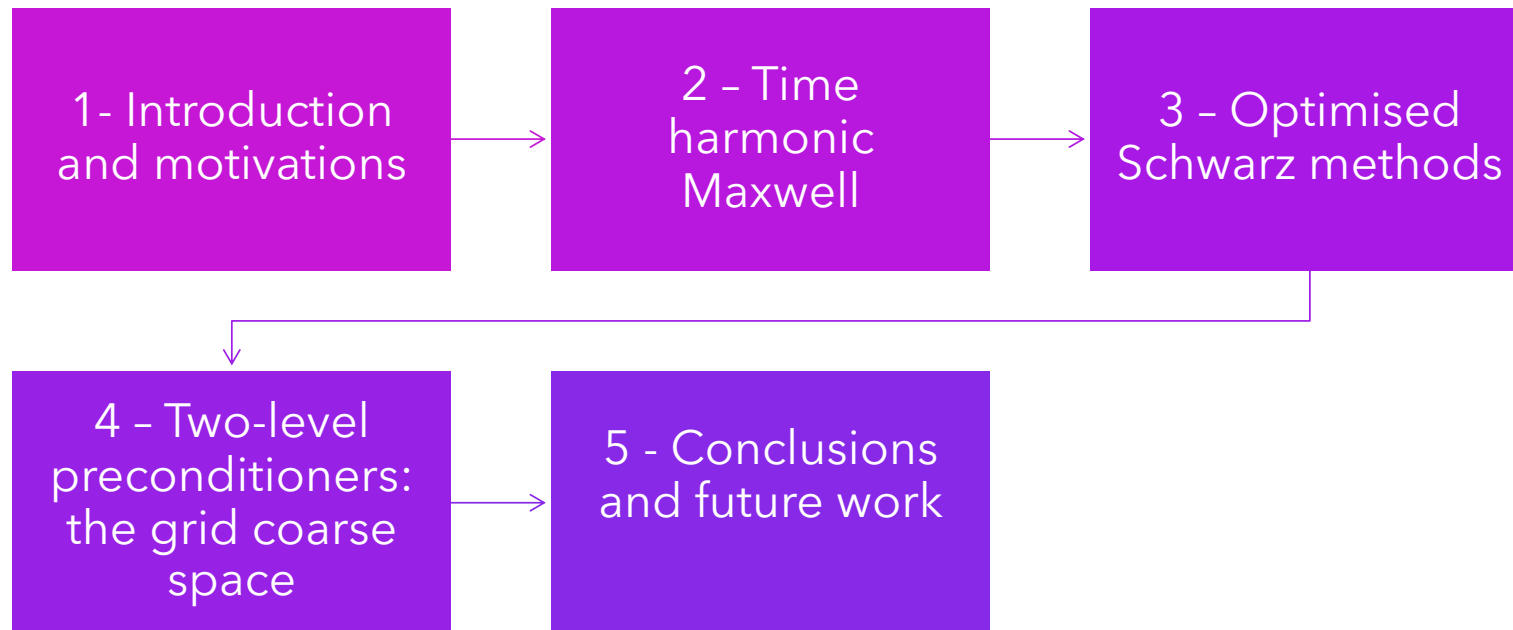 1- Introduction
and motivations
2 – Time
harmonic
Maxwell
3 – Optimised
Schwarz methods
4 – Two-level
preconditioners:
the grid coarse
space
5 - Conclusions
and future work